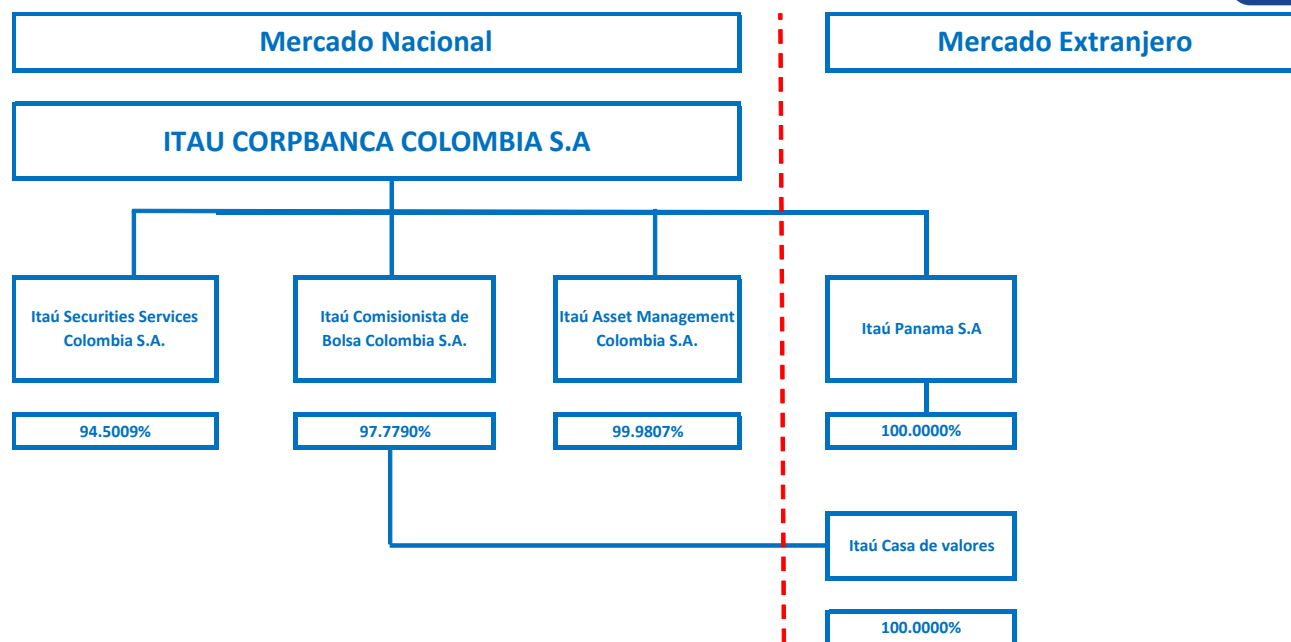 Mercado Nacional
Mercado Extranjero
ITAU CORPBANCA COLOMBIA S.A
Itaú Securities Services
Colombia S.A.
Itaú Comisionista de
Bolsa Colombia S.A.
Itaú Asset Management
Colombia S.A.
Itaú Panama S.A
94.5009%
97.7790%
99.9807%
100.0000%
Itaú Casa de valores
100.0000%